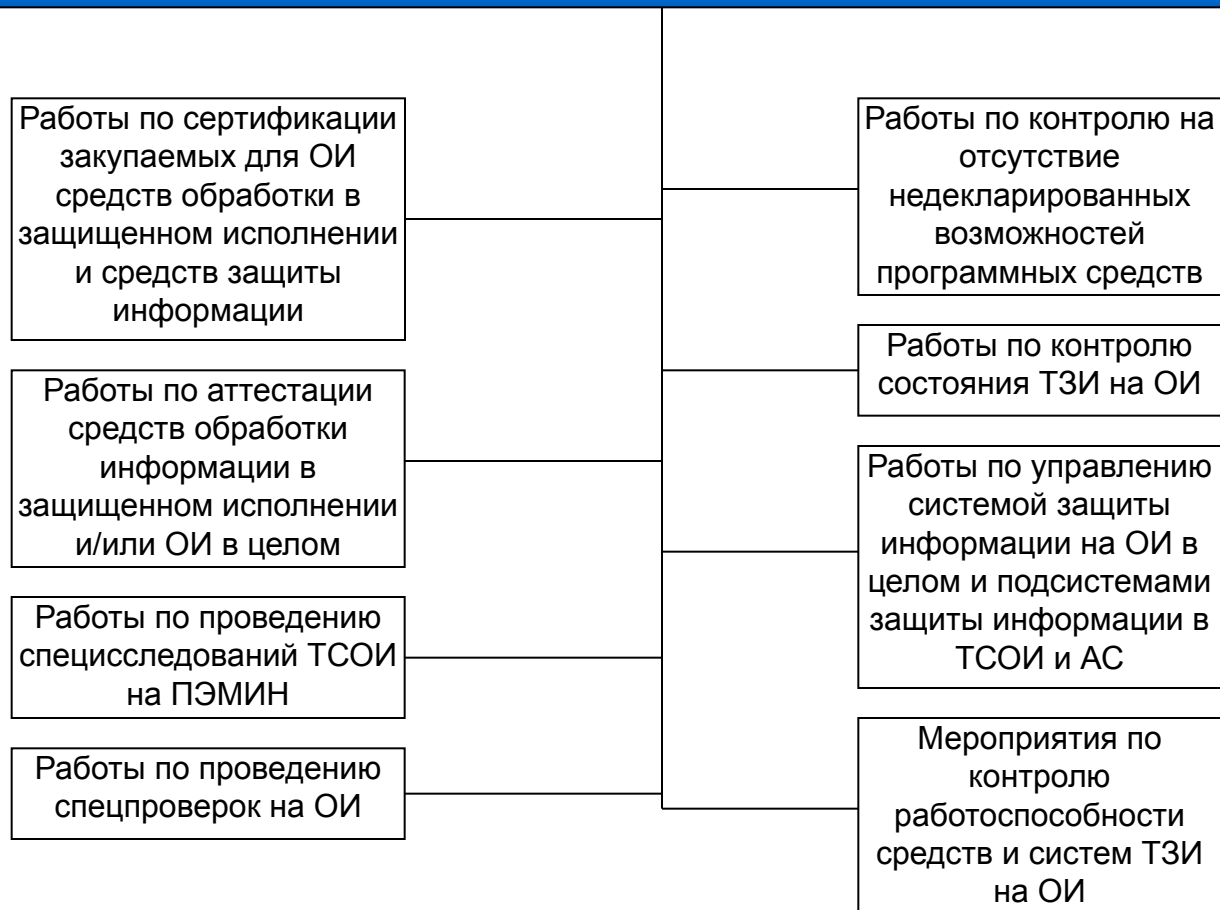 Работы по сертификации
закупаемых для ОИ
средств обработки в
защищенном исполнении
и средств защиты
информации
Работы по аттестации
средств обработки
информации в
защищенном исполнении
и/или ОИ в целом
Работы по проведению
специсследований ТСОИ
на ПЭМИН
Работы по проведению
спецпроверок на ОИ
Работы по контролю на
отсутствие
недекларированных
возможностей
программных средств
Работы по контролю
состояния ТЗИ на ОИ
Работы по управлению
системой защиты
информации на ОИ в
целом и подсистемами
защиты информации в
ТСОИ и АС
Мероприятия по
контролю
работоспособности
средств и систем ТЗИ
на ОИ